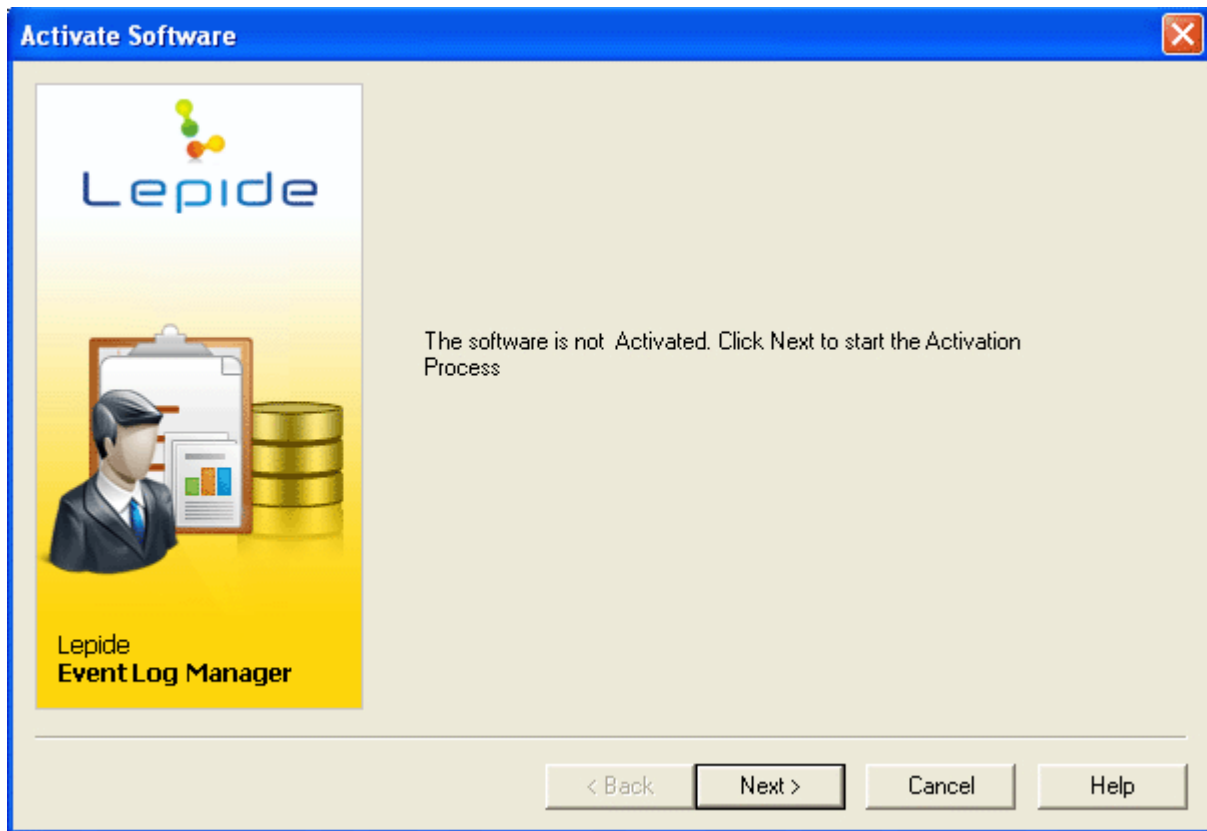 Activate Software
Lepide
The software is not  Activated. Click Next to start the Activation
Process
Lepide
Event Log Manager
< Back
Next >
Cancel
Help